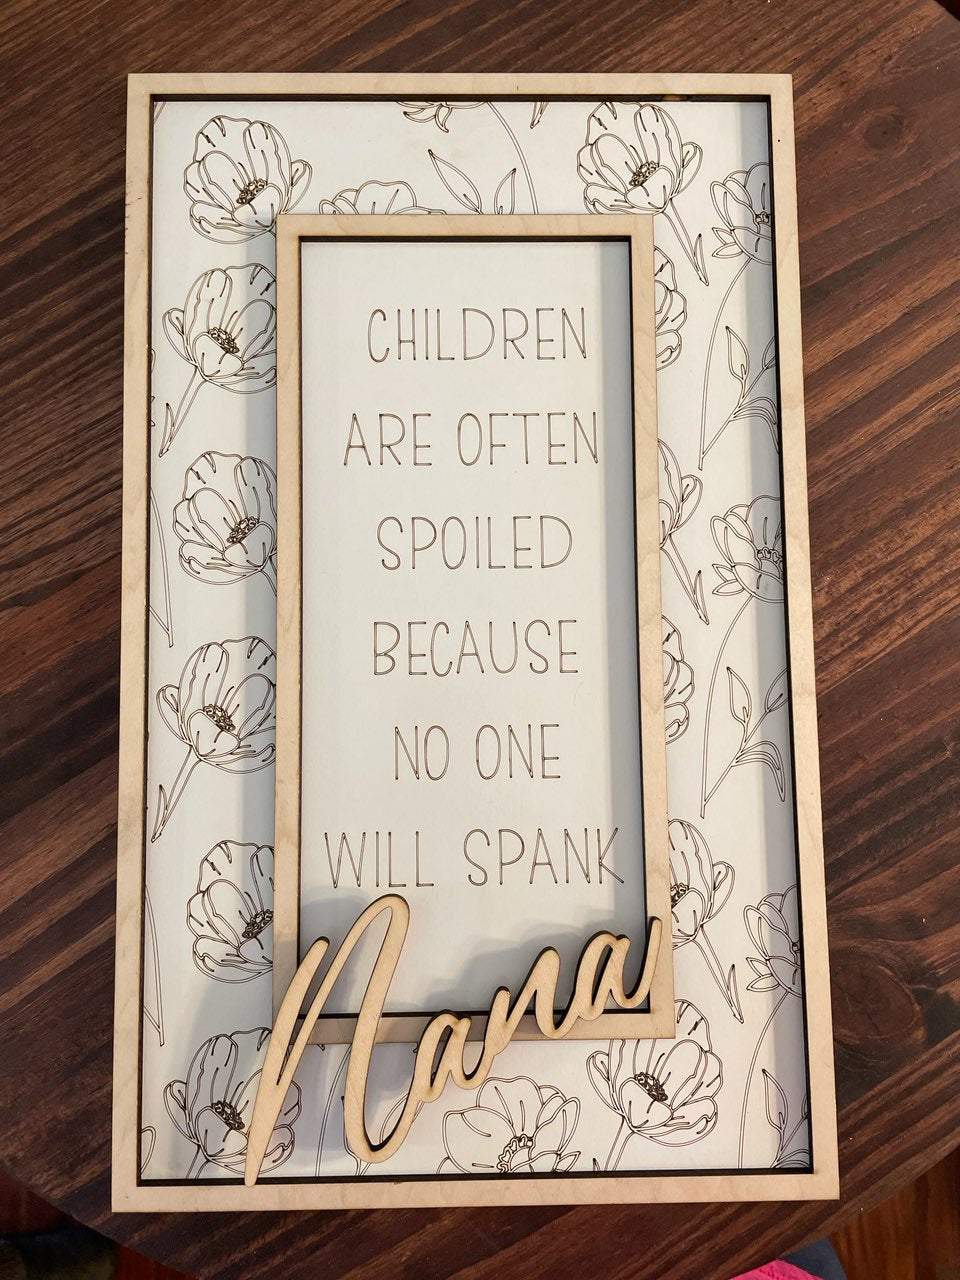 CHILDREN
ARE OFTEN
SPOILED
BECAUSE
NO ONE
WILL SPANK
Nana